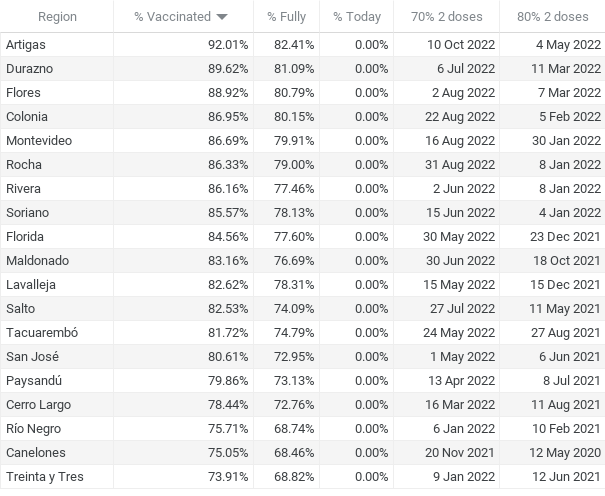 Region % Vaccinated % Fully % Today 70% 2 doses 80% 2 doses
Artigas 92.01% 82.41% 0.00% 10 Oct 2022 4 May 2022
Durazno 89.62% 81.09% 0.00% 6 Jul 2022 11 Mar 2022
Flores 88.92% 80.79% 0.00% 2 Aug 2022 7 Mar 2022
Colonia 86.95% 80.15% 0.00% 22 Aug 2022 5 Feb 2022
Montevideo 86.69% 79.91% 0.00% 16 Aug 2022 30 Jan 2022
Rocha 86.33% 79.00% 0.00% 31 Aug 2022 8 Jan 2022
Rivera 86.16% 77.46% 0.00% 2 Jun 2022 8 Jan 2022
Soriano 85.57% 78.13% 0.00% 15 Jun 2022 4 Jan 2022
Florida 84.56% 77.60% 0.00% 30 May 2022 23 Dec 2021
Maldonado 83.16% 76.69% 0.00% 30 Jun 2022 18 Oct 2021
Lavalleja 82.62% 78.31% 0.00% 15 May 2022 15 Dec 2021
Salto 82.53% 74.09% 0.00% 27 Jul 2022 11 May 2021
Tacuarembó 81.72% 74.79% 0.00% 24 May 2022 27 Aug 2021
San José 80.61% 72.95% 0.00% 1 May 2022 6 Jun 2021
Paysandú 79.86% 73.13% 0.00% 13 Apr 2022 8 Jul 2021
Cerro Largo 78.44% 72.76% 0.00% 16 Mar 2022 11 Aug 2021
Río Negro 75.71% 68.74% 0.00% 6 Jan 2022 10 Feb 2021
Canelones 75.05% 68.46% 0.00% 20 Nov 2021 12 May 2020
Treinta y Tres 73.91% 68.82% 0.00% 9 Jan 2022 12 Jun 2021